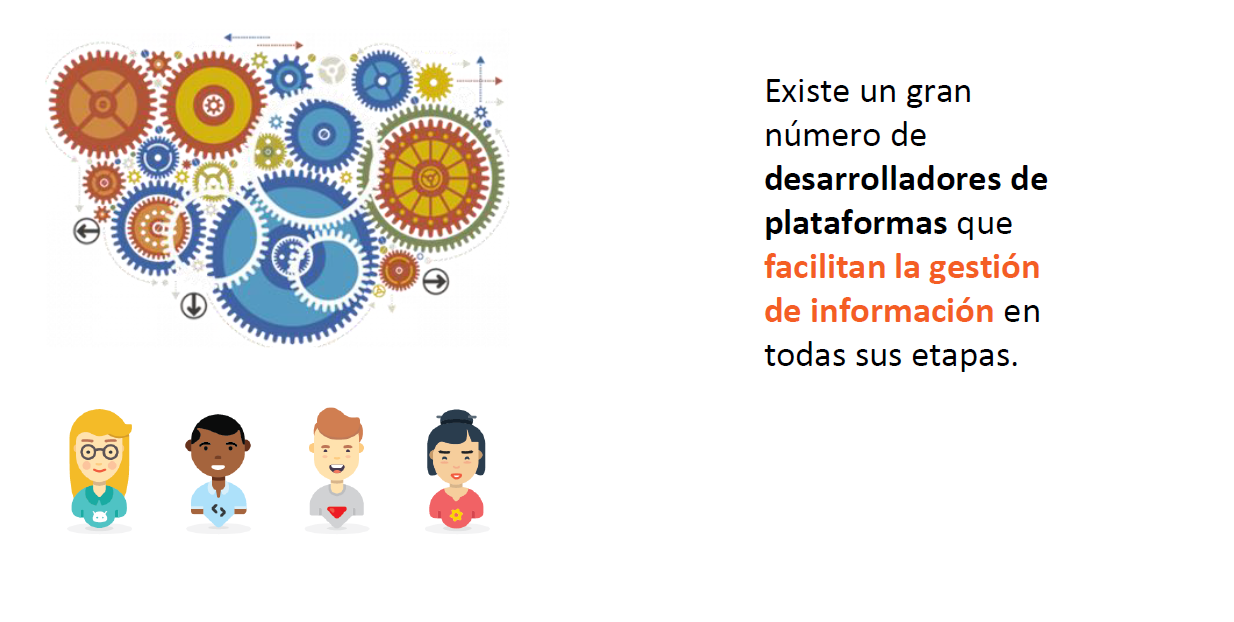 Existe un gran
número de
desarrolladores de
plataformas que
facilitan la gestión
de información en
todas sus etapas.